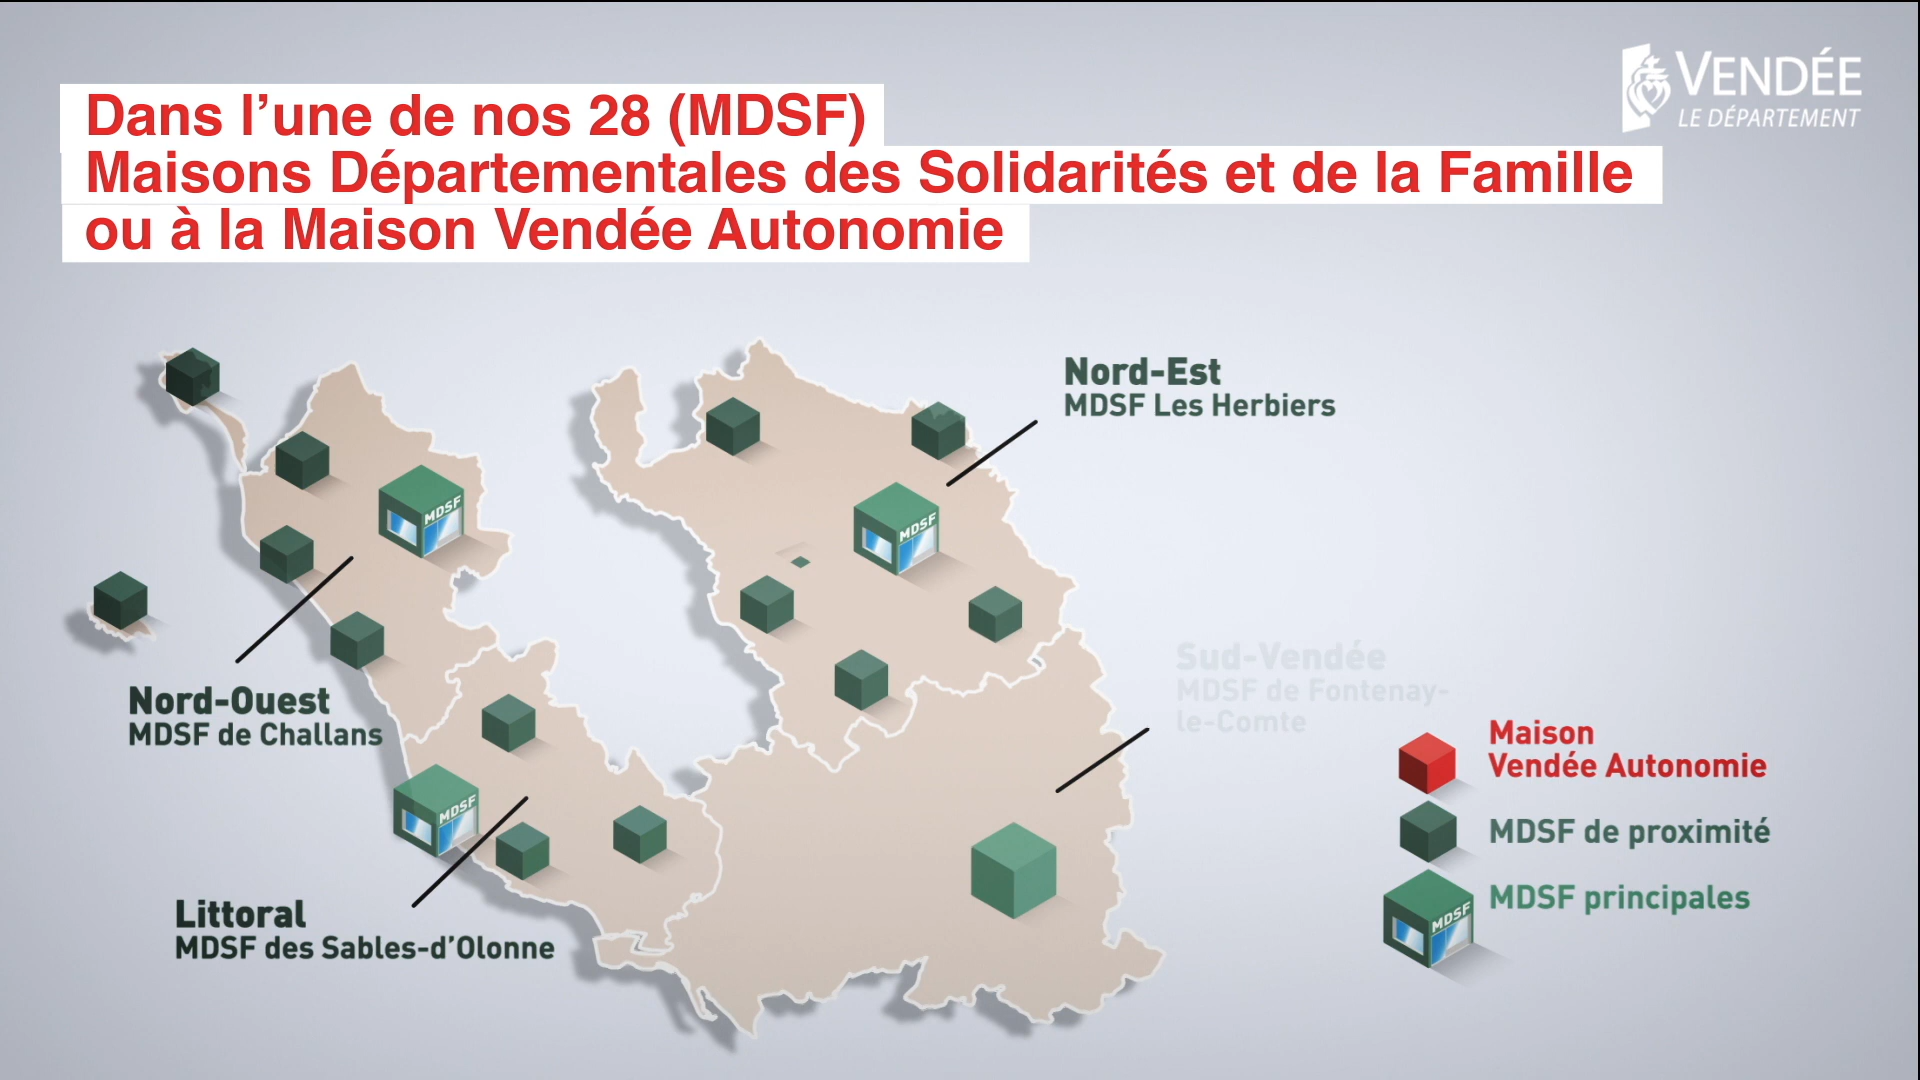 VENDÉE
LE DÉPARTEMENT
Dans l’une de nos 28 (MDSF)
Maisons Départementales des Solidarités et de la Famille
ou à la Maison Vendée Autonomie
Nord-Est
MDSF Les Herbiers
MDSF
MDSF
Sud-Vendée
MDSF de Fontenay-
le-Comte
Nord-Ouest
MDSF de Challans
MDSF
Littoral
MDSF des Sables-d’Olonne
Maison
Vendée Autonomie
MDSF de proximité
MDSF principales
MDSF